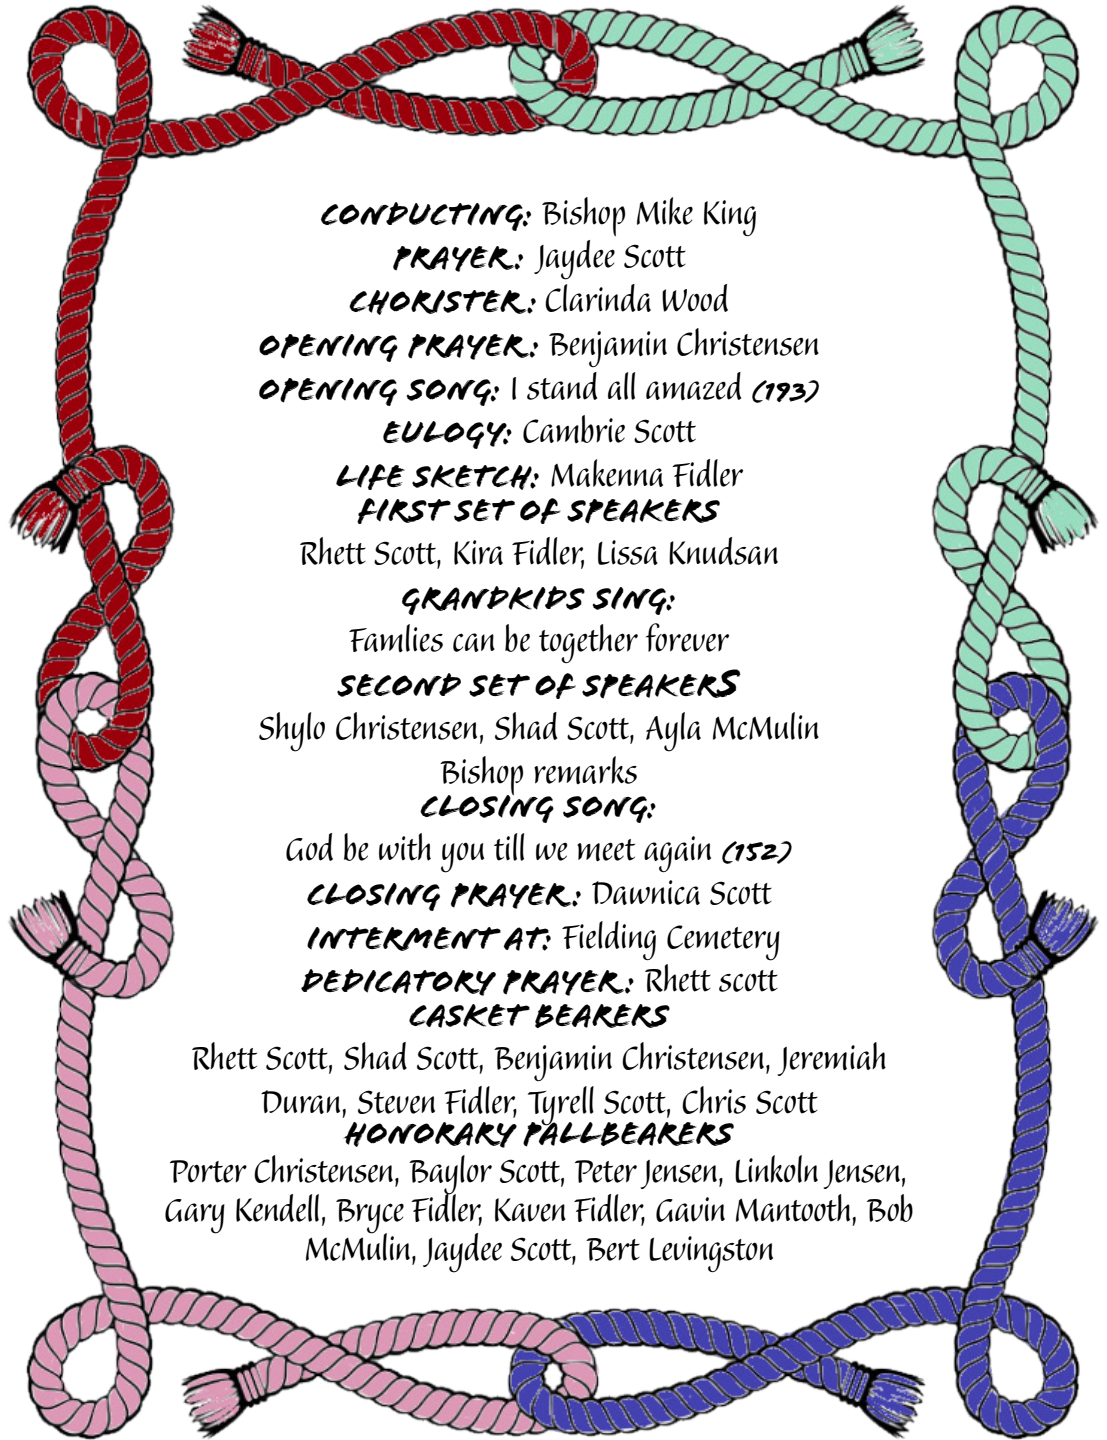 CONDUCTING: Bishop Mike King
PRAYER: Jaydee Scott
CHORISTER: Clarinda Wood
OPENING PRAYER: Benjamin Christensen
OPENING SONG: I stand all amazed (193)
EULOGY: Cambrie Scott
LIFE SKETCH: Makenna Fidler
FIRST SET OF SPEAKERS
Rhett Scott, Kira Fidler, Lissa Knudsan
GRANDKIDS SING:
Famlies can be together forever
SECOND SET OF SPEAKERS
Shylo Christensen, Shad Scott, Ayla McMulin
Bishop remarks
CLOSING SONG:
God be with you till we meet again (152)
CLOSING PRAYER: Dawnica Scott
INTERMENT AT: Fielding Cemetery
DEDICATORY PRAYER: Rhett scott
CASKET BEARERS
Rhett Scott, Shad Scott, Benjamin Christensen, Jeremiah
Duran, Steven Fidler, Tyrell Scott, Chris Scott
HONORARY PALLBEARERS
Porter Christensen, Baylor Scott, Peter Jensen, Linkoln Jensen,
Gary Kendell, Bryce Fidler, Kaven Fidler, Gavin Mantooth, Bob
McMulin, Jaydee Scott, Bert Levingston